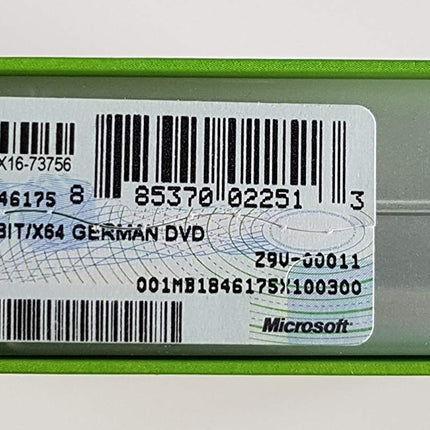 X16-73756
46175 8 85370 02251 3
BIT/X64 GERMAN DVD
Z9V-00011
001MB1846175X100300
Microsoft